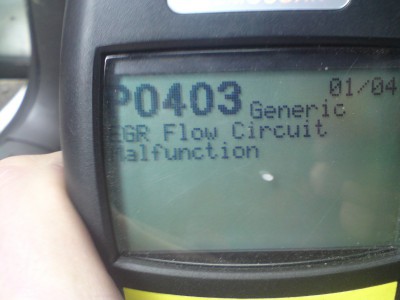 P0403 Generic 01/04
EGR Flow Circuit
Malfunction